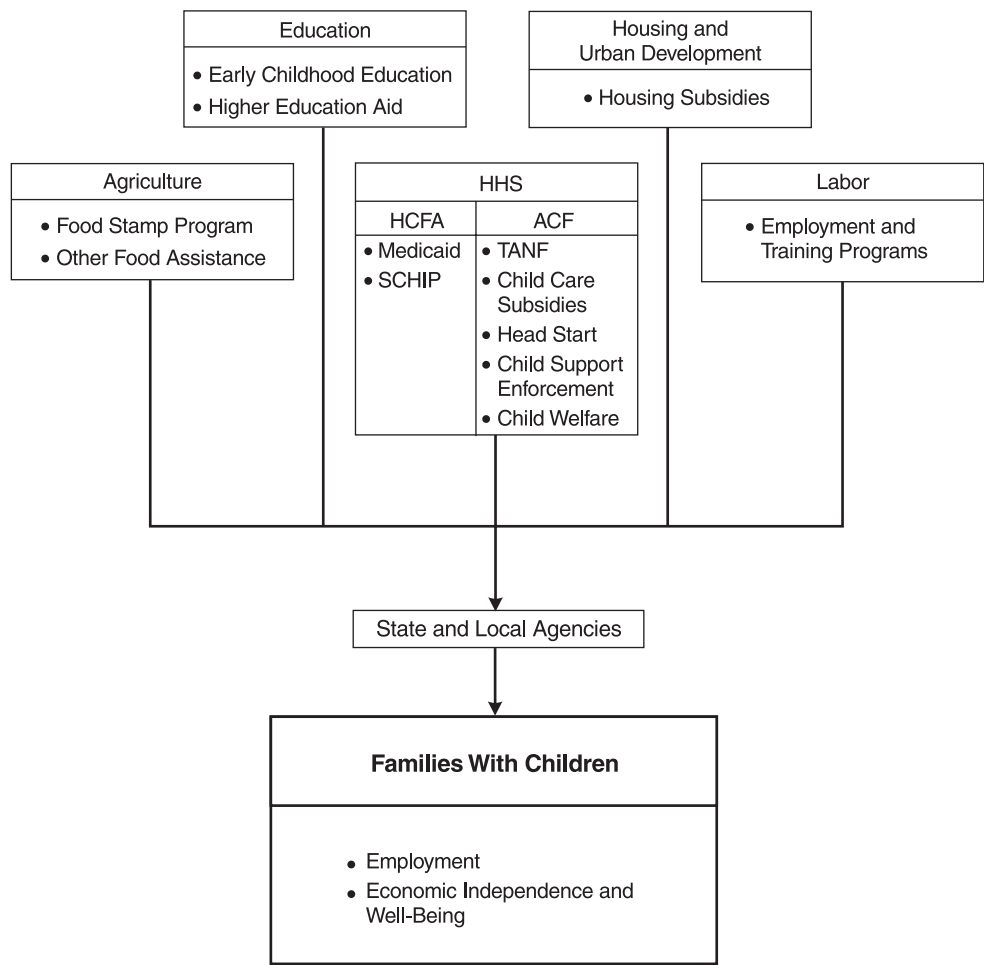 Education
• Early Childhood Education
• Higher Education Aid
Housing and
Urban Development
• Housing Subsidies
Agriculture
• Food Stamp Program
• Other Food Assistance
HHS
HCFA
• Medicaid
• SCHIP
ACF
• TANF
• Child Care
Subsidies
• Head Start
• Child Support
Enforcement
• Child Welfare
Labor
• Employment and
Training Programs
State and Local Agencies
Families With Children
• Employment
• Economic Independence and
Well-Being